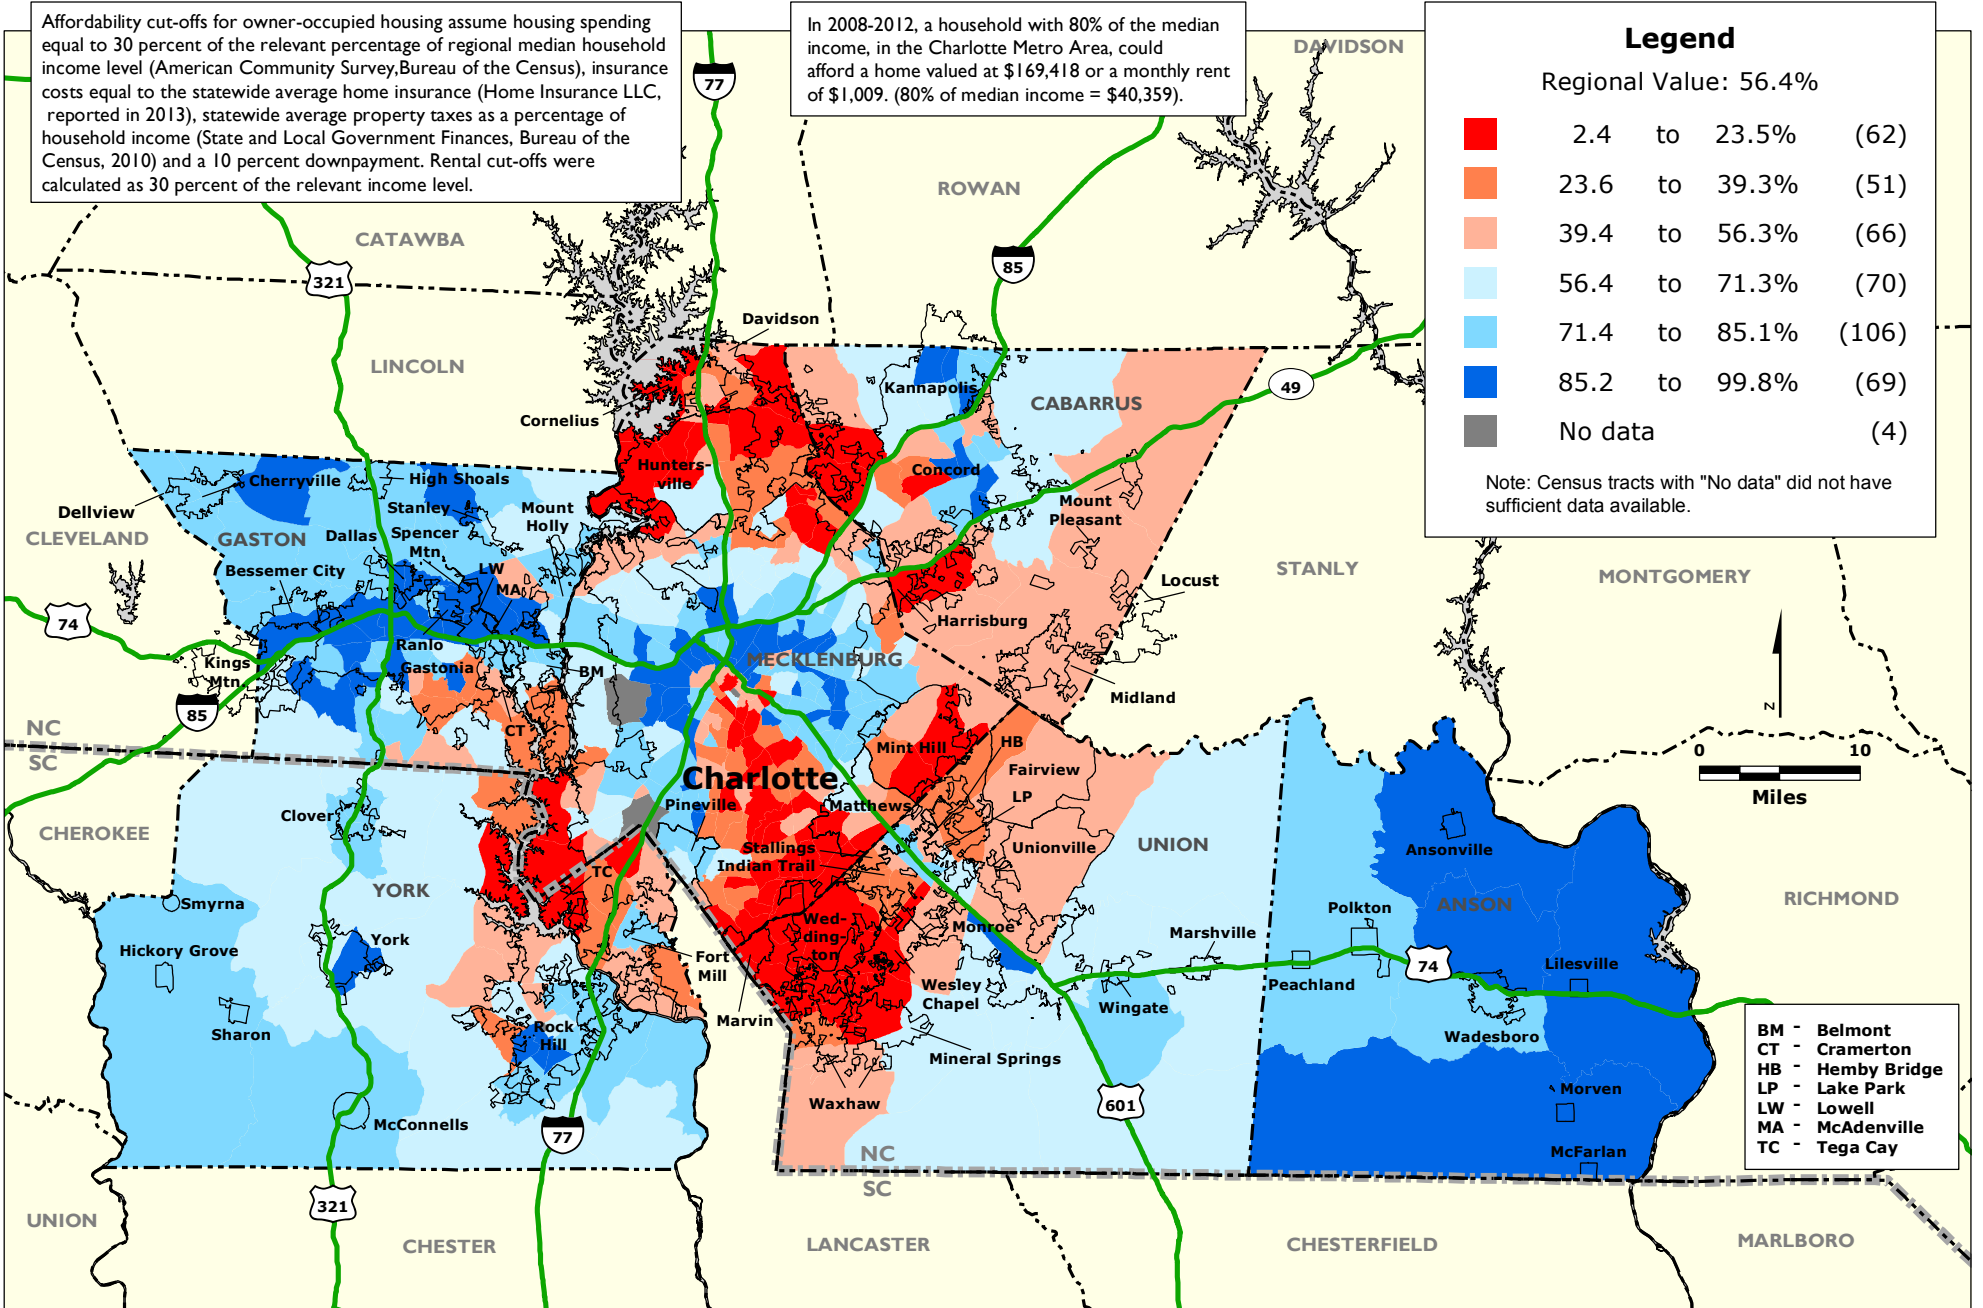 Affordability cut-offs for owner-occupied housing assume housing spending
equal to 30 percent of the relevant percentage of regional median household
income level (American Community Survey,Bureau of the Census), insurance
costs equal to the statewide average home insurance (Home Insurance LLC,
reported in 2013), statewide average property taxes as a percentage of
household income (State and Local Government Finances, Bureau of the
Census, 2010) and a 10 percent downpayment. Rental cut-offs were
calculated as 30 percent of the relevant income level.
In 2008-2012, a household with 80% of the median
income, in the Charlotte Metro Area, could
afford a home valued at $169,418 or a monthly rent
of $1,009. (80% of median income = $40,359).
Legend
Regional Value: 56.4%
2.4 to 23.5% (62)
23.6 to 39.3% (51)
39.4 to 56.3% (66)
56.4 to 71.3% (70)
71.4 to 85.1% (106)
85.2 to 99.8% (69)
No data (4)
Note: Census tracts with "No data" did not have
sufficient data available.
DAVIDSON
77
ROWAN
CATAWBA
321
85
LINCOLN
Davidson
Kannapolis
49
CABARRUS
Cornelius
Hunters-
ville
Concord
Cherryville
High Shoals
Dellview
Stanley
Mount
Holly
Mount
Pleasant
CLEVELAND
GASTON
Dallas
Spencer
Mtn.
Bessemer City
LW
MA
STANLY
MONTGOMERY
Locust
74
Harrisburg
Ranlo
Kings
Mtn.
Gastonia
BM
MECKLENBURG
Midland
85
N
NC
SC
CT
Mint Hill
HB
0 10
Miles
Fairview
Charlotte
LP
Pineville
Matthews
Clover
CHEROKEE
Stallings
Indian Trail
Unionville
UNION
Ansonville
TC
YORK
RICHMOND
Smyrna
Wed-
ding-
ton
Polkton
ANSON
Monroe
Marshville
Hickory Grove
York
Fort
Mill
74
Lilesville
Wesley
Chapel
Peachland
Wingate
Marvin
Sharon
Rock
Hill
Wadesboro
Mineral Springs
Morven
Waxhaw
601
McConnells
77
NC
SC
McFarlan
BM - Belmont
CT - Cramerton
HB - Hemby Bridge
LP - Lake Park
LW - Lowell
MA - McAdenville
TC - Tega Cay
321
UNION
CHESTER
LANCASTER
CHESTERFIELD
MARLBORO